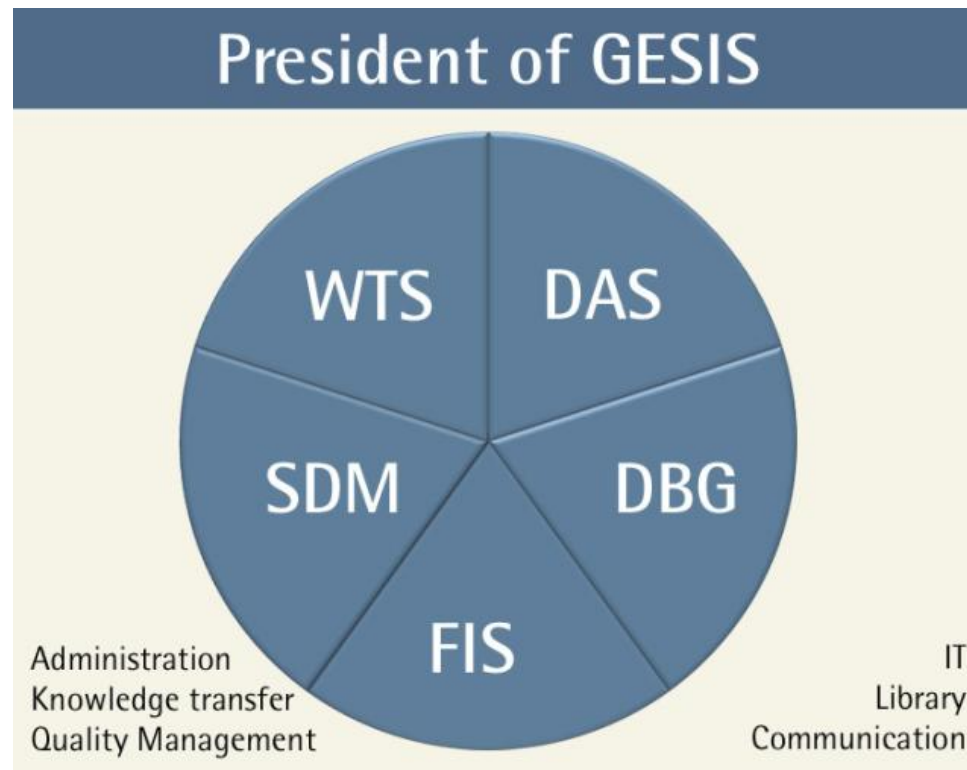 President of GESIS
WTS
DAS
SDM
DBG
FIS
Administration
Knowledge transfer
Quality Management
IT
Library
Communication